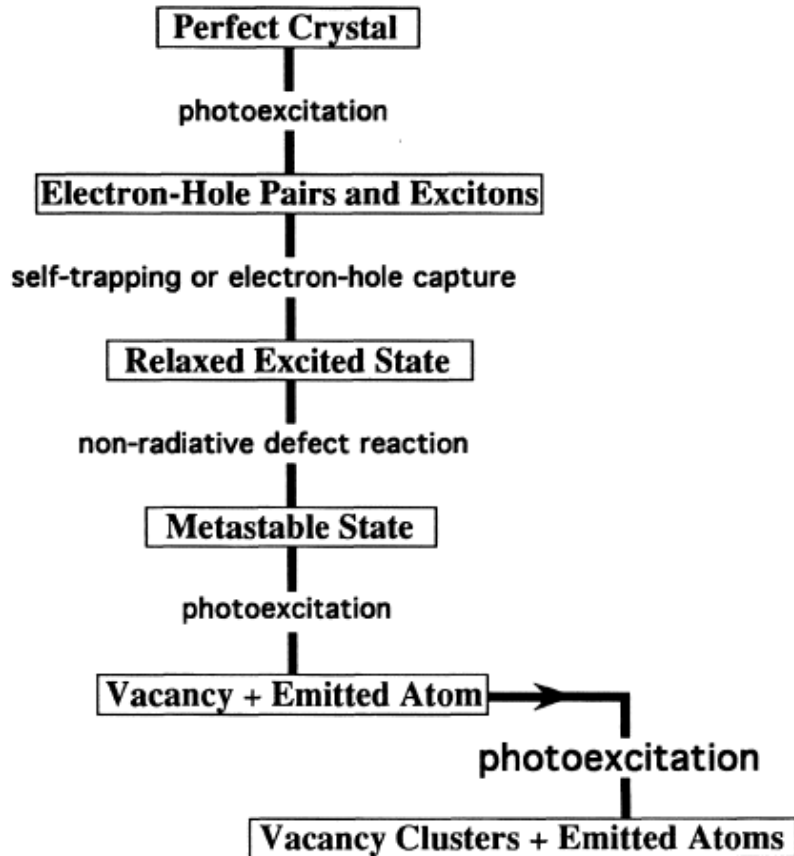 Perfect Crystal
photoexcitation
Electron-Hole Pairs and Excitons
self-trapping or electron-hole capture
Relaxed Excited State
non-radiative defect reaction
Metastable State
photoexcitation
Vacancy + Emitted Atom
photoexcitation
Vacancy Clusters + Emitted Atoms